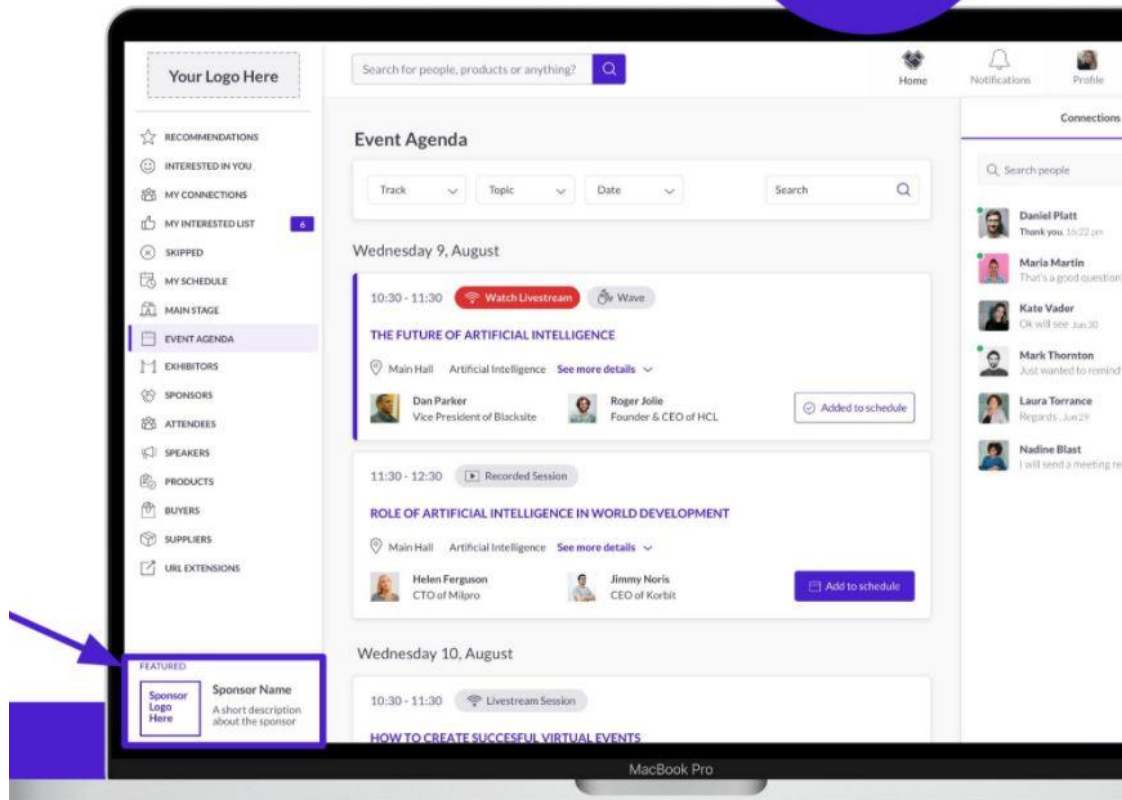 Your Logo Here
Search for people, products or anything?
Home
Notifications
Profile
RECOMMENDATIONS
INTERESTED IN YOU
MY CONNECTIONS
MY INTERESTED LIST 6
SKIPPED
MY SCHEDULE
MAIN STAGE
EVENT AGENDA
EXHIBITORS
SPONSORS
ATTENDEES
SPEAKERS
PRODUCTS
BUYERS
SUPPLIERS
URL EXTENSIONS
FEATURED
Sponsor
Logo
Here
Sponsor Name
A short description
about the sponsor
Event Agenda
Track Topic Date Search
Wednesday 9, August
10:30 - 11:30 Watch Livestream Wave
THE FUTURE OF ARTIFICIAL INTELLIGENCE
Main Hall Artificial Intelligence See more details
Dan Parker
Vice President of Blacksite
Roger Jolie
Founder & CEO of HCL
Added to schedule
11:30 - 12:30 Recorded Session
ROLE OF ARTIFICIAL INTELLIGENCE IN WORLD DEVELOPMENT
Main Hall Artificial Intelligence See more details
Helen Ferguson
CTO of Milpro
Jimmy Noris
CEO of Korbit
Add to schedule
Wednesday 10, August
10:30 - 11:30 Livestream Session
HOW TO CREATE SUCCESFUL VIRTUAL EVENTS
Connections
Search people
Daniel Platt
Thank you. 16:22 pm
Maria Martin
That's a good question
Kate Vader
Ok will see Jun 30
Mark Thornton
Just wanted to remind
Laura Torrance
Regards, Jun 29
Nadine Blast
I will send a meeting re
MacBook Pro